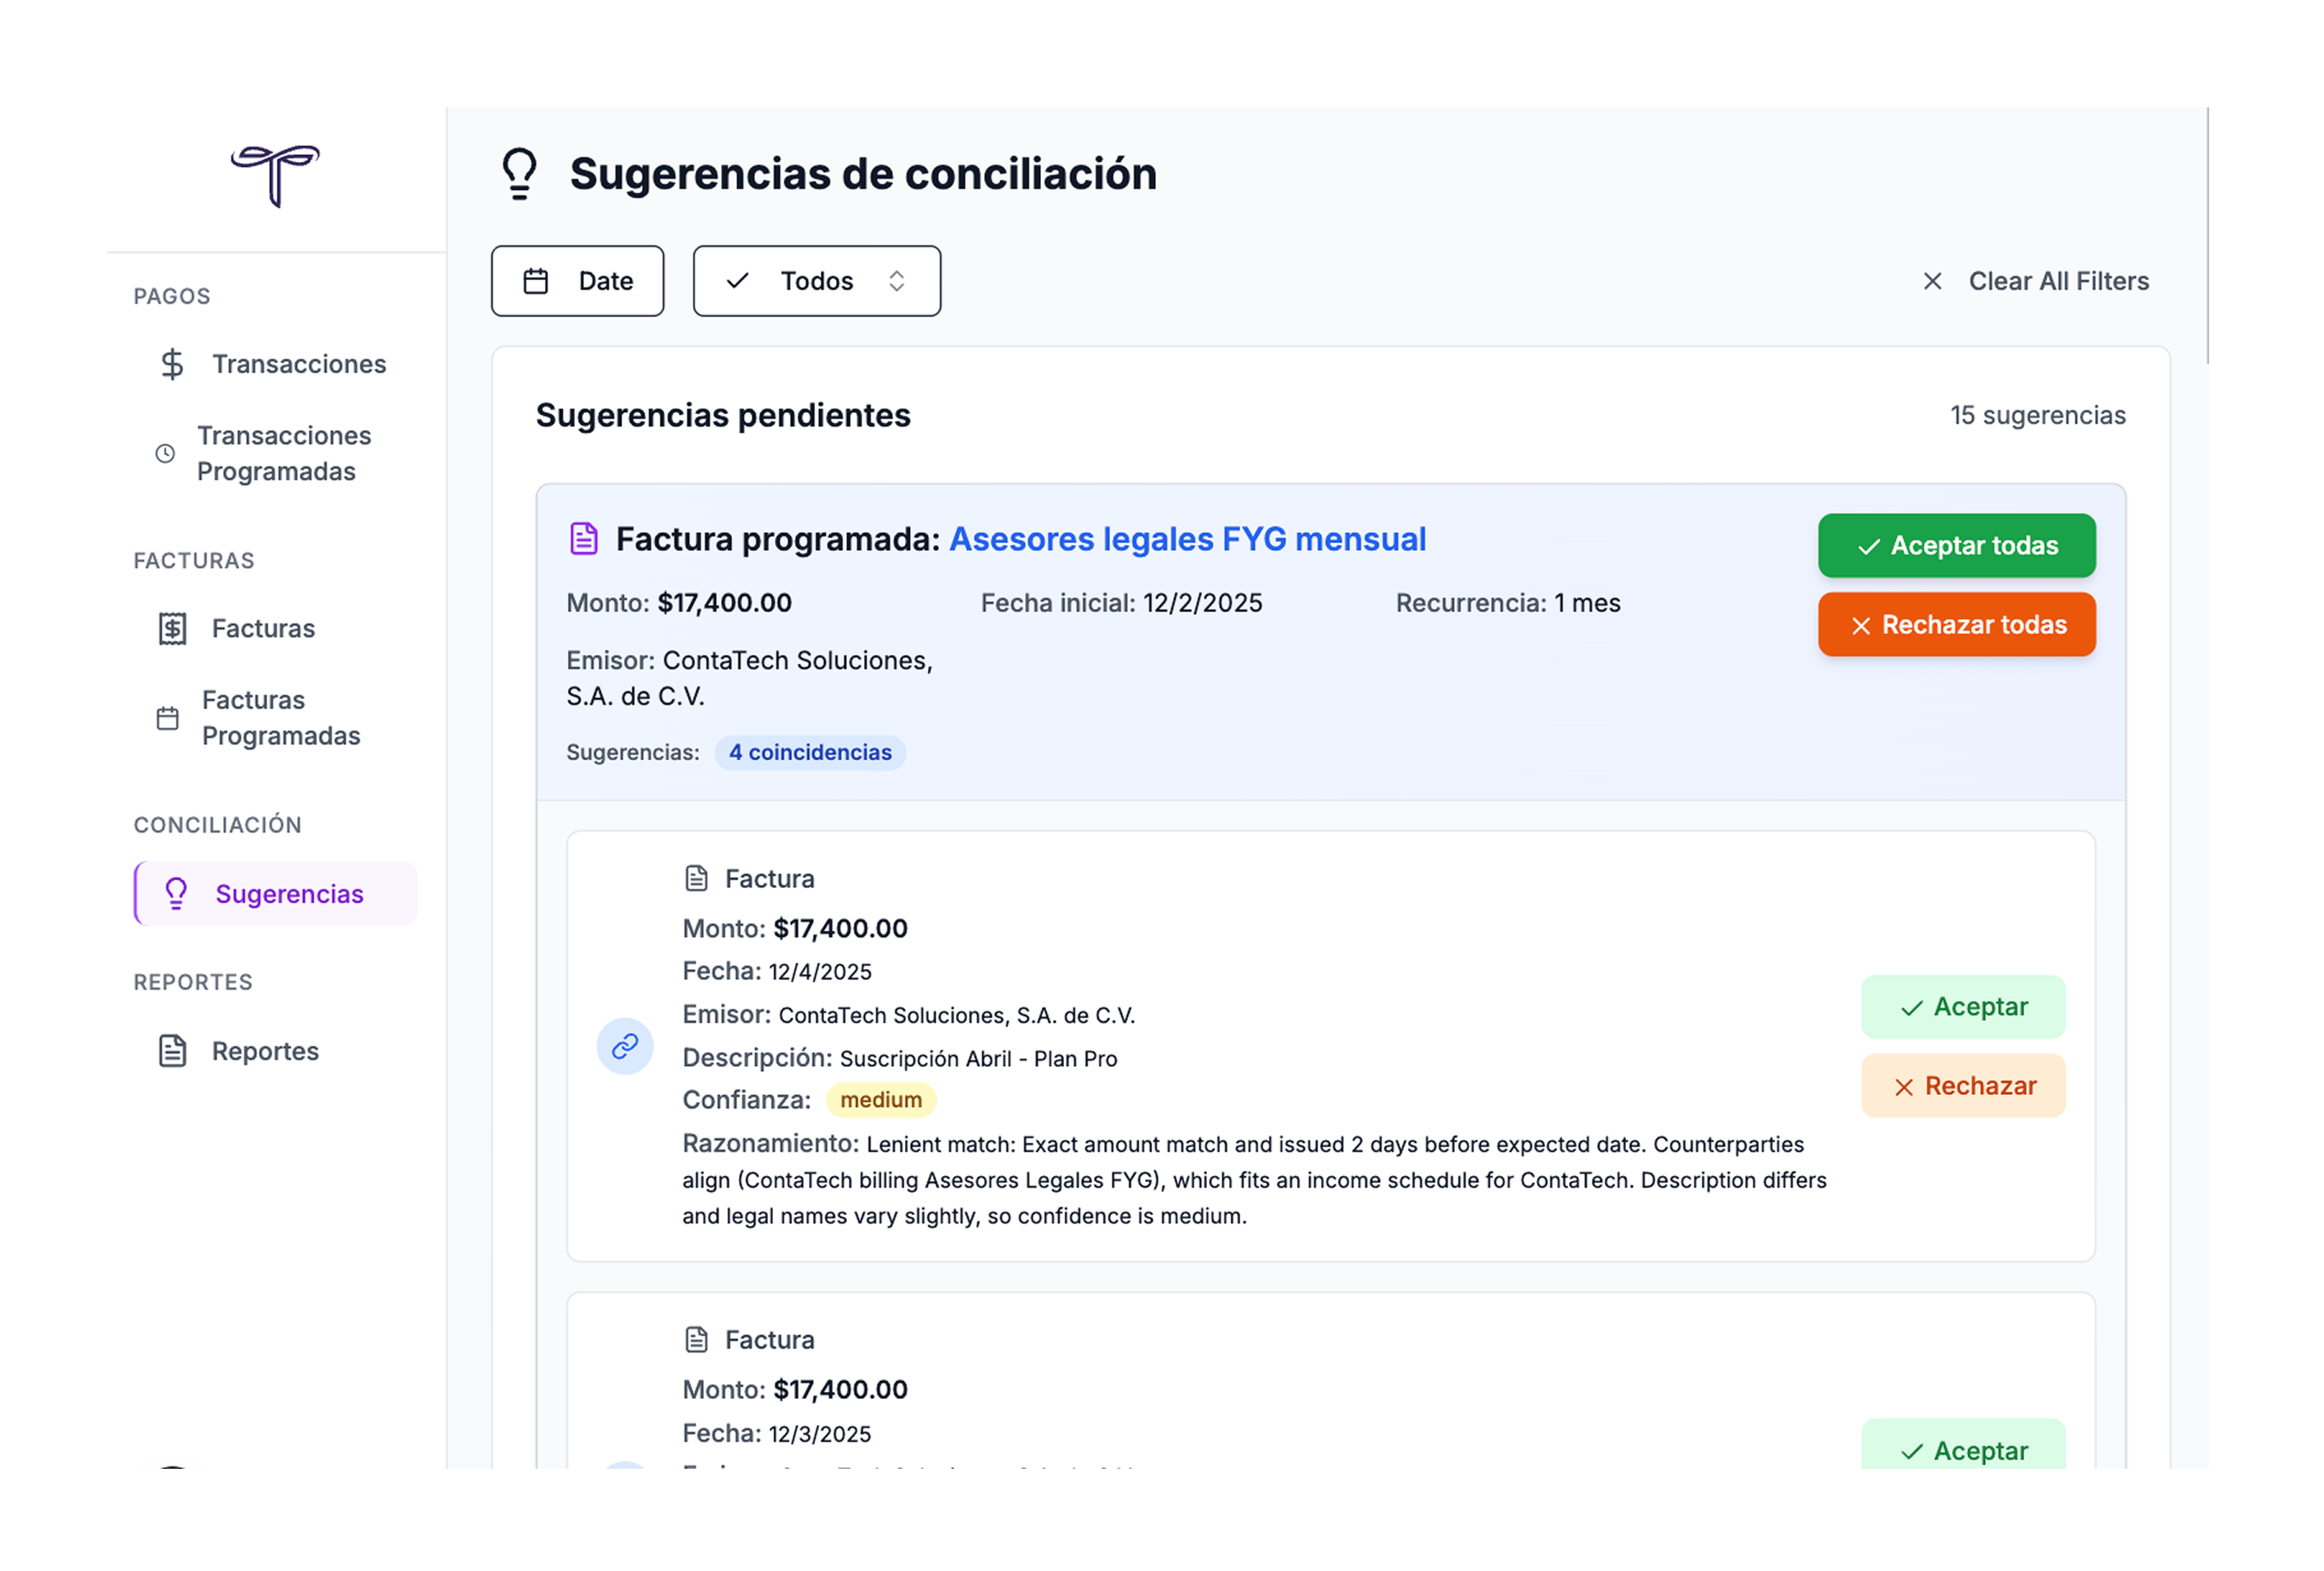 Sugerencias de conciliación
Date
Todos
Clear All Filters
PAGOS
Transacciones
Transacciones
Programadas
FACTURAS
Facturas
Facturas
Programadas
CONCILIACIÓN
Sugerencias
REPORTES
Reportes
Sugerencias pendientes
15 sugerencias
Factura programada: Asesores legales FYG mensual
Aceptar todas
Rechazar todas
Monto: $17,400.00
Fecha inicial: 12/2/2025
Recurrencia: 1 mes
Emisor: ContaTech Soluciones,
S.A. de C.V.
Sugerencias: 4 coincidencias
Factura
Monto: $17,400.00
Fecha: 12/4/2025
Emisor: ContaTech Soluciones, S.A. de C.V.
Descripción: Suscripción Abril - Plan Pro
Confianza: medium
Razonamiento: Lenient match: Exact amount match and issued 2 days before expected date. Counterparties
align (ContaTech billing Asesores Legales FYG), which fits an income schedule for ContaTech. Description differs
and legal names vary slightly, so confidence is medium.
Aceptar
Rechazar
Factura
Monto: $17,400.00
Fecha: 12/3/2025
Aceptar